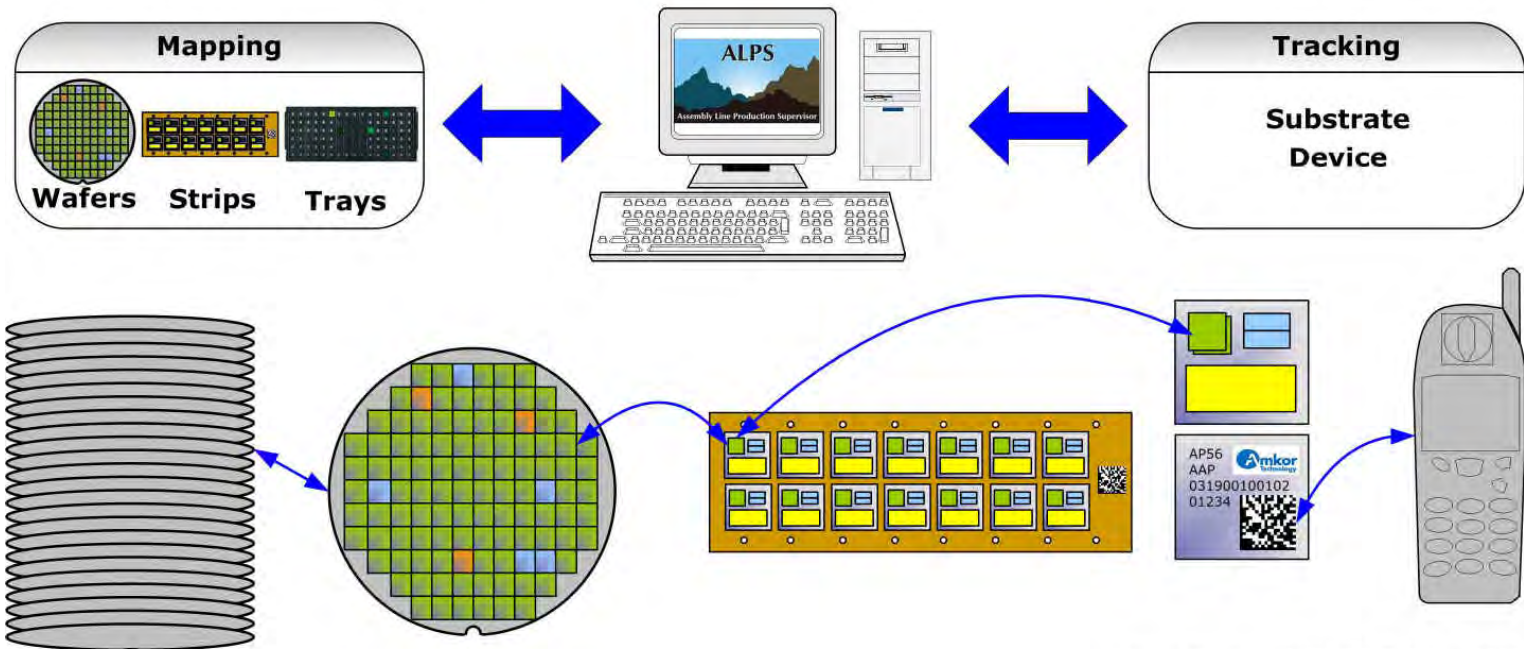 Mapping
Wafers
Strips
Trays
ALPS
Assembly Line Production Supervisor
Tracking
Substrate
Device
AP56
AAP
031900100102
01234
Amkor
Technology